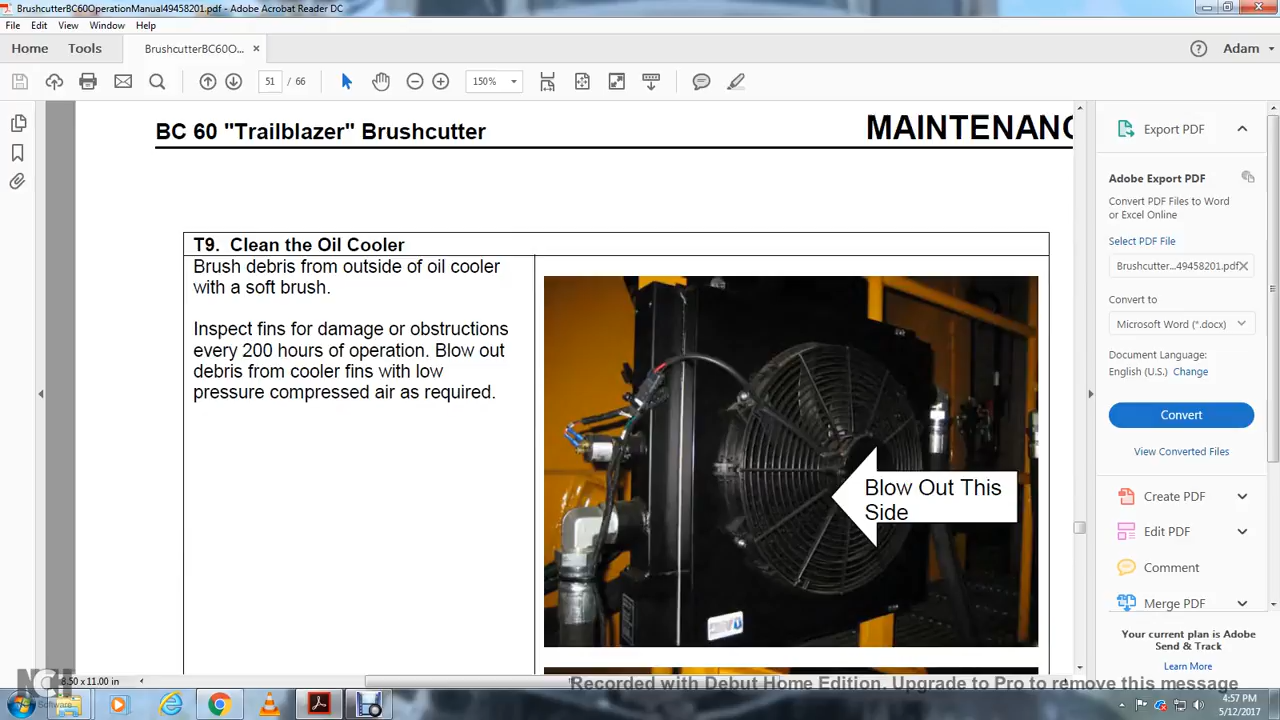 BrushcutterBC60OperationManual49458201.pdf - Adobe Acrobat Reader DC
File Edit View Window Help
Home Tools BrushcutterBC60O... × Adam
51 / 66 150%
BC 60 "Trailblazer" Brushcutter MAINTENANC
T9. Clean the Oil Cooler
Brush debris from outside of oil cooler
with a soft brush.
Inspect fins for damage or obstructions
every 200 hours of operation. Blow out
debris from cooler fins with low
pressure compressed air as required.
Blow Out This
Side
Export PDF
Adobe Export PDF
Convert PDF Files to Word
or Excel Online
Select PDF File
Brushcutter...49458201.pdf
Convert to
Microsoft Word (*.docx)
Document Language:
English (U.S.) Change
Convert
View Converted Files
Create PDF
Edit PDF
Comment
Merge PDF
Your current plan is Adobe
Send & Track
Learn More
8.50 x 11.00 in
NCH Software
Recorded with Debut Home Edition. Upgrade to Pro to remove this message
4:57 PM
5/12/2017